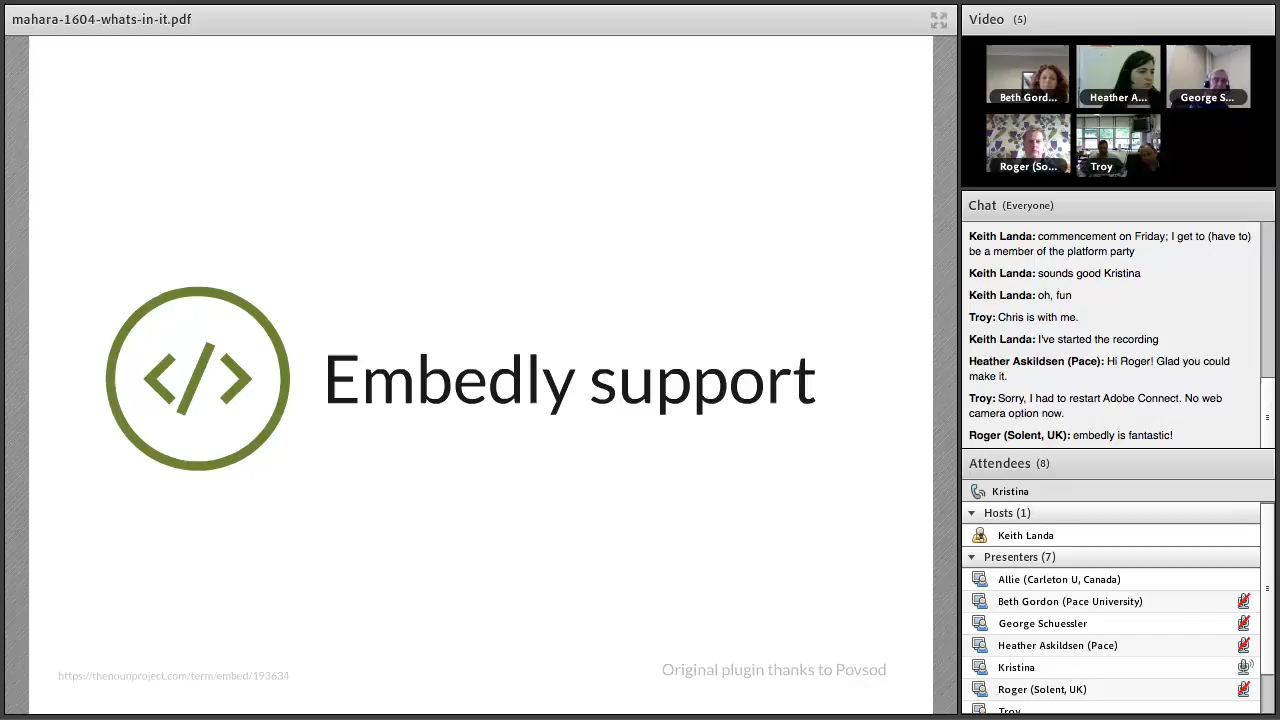 mahara-1604-whats-in-it.pdf
</> Embedly support
https://thenounproject.com/term/embed/193634
Original plugin thanks to Povsod
Video (5)
Beth Gord...
Heather A...
George S...
Roger (So...
Troy
Chat (Everyone)
Keith Landa: commencement on Friday; I get to (have to)
be a member of the platform party
Keith Landa: sounds good Kristina
Keith Landa: oh, fun
Troy: Chris is with me.
Keith Landa: I've started the recording
Heather Askildsen (Pace): Hi Roger! Glad you could
make it.
Troy: Sorry, I had to restart Adobe Connect. No web
camera option now.
Roger (Solent, UK): embedly is fantastic!
Attendees (8)
Kristina
Hosts (1)
Keith Landa
Presenters (7)
Allie (Carleton U, Canada)
Beth Gordon (Pace University)
George Schuessler
Heather Askildsen (Pace)
Kristina
Roger (Solent, UK)
Troy